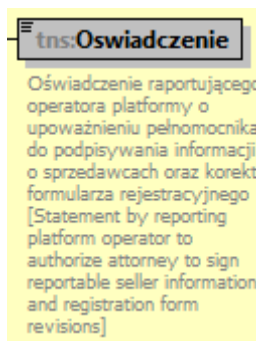 tns:Oswiadczenie
Oświadczenie raportującego
operatora platformy o
upoważnieniu pełnomocnika
do podpisywania informacji
o sprzedawcach oraz korekt
formularza rejestracyjnego
[Statement by reporting
platform operator to
authorize attorney to sign
reportable seller information
and registration form
revisions]